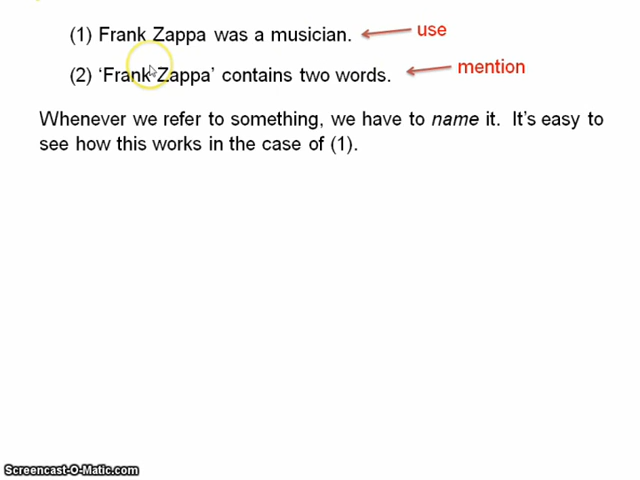 (1) Frank Zappa was a musician. use
(2) ‘Frank Zappa’ contains two words. mention
Whenever we refer to something, we have to name it. It’s easy to
see how this works in the case of (1).
Screencast-O-Matic.com